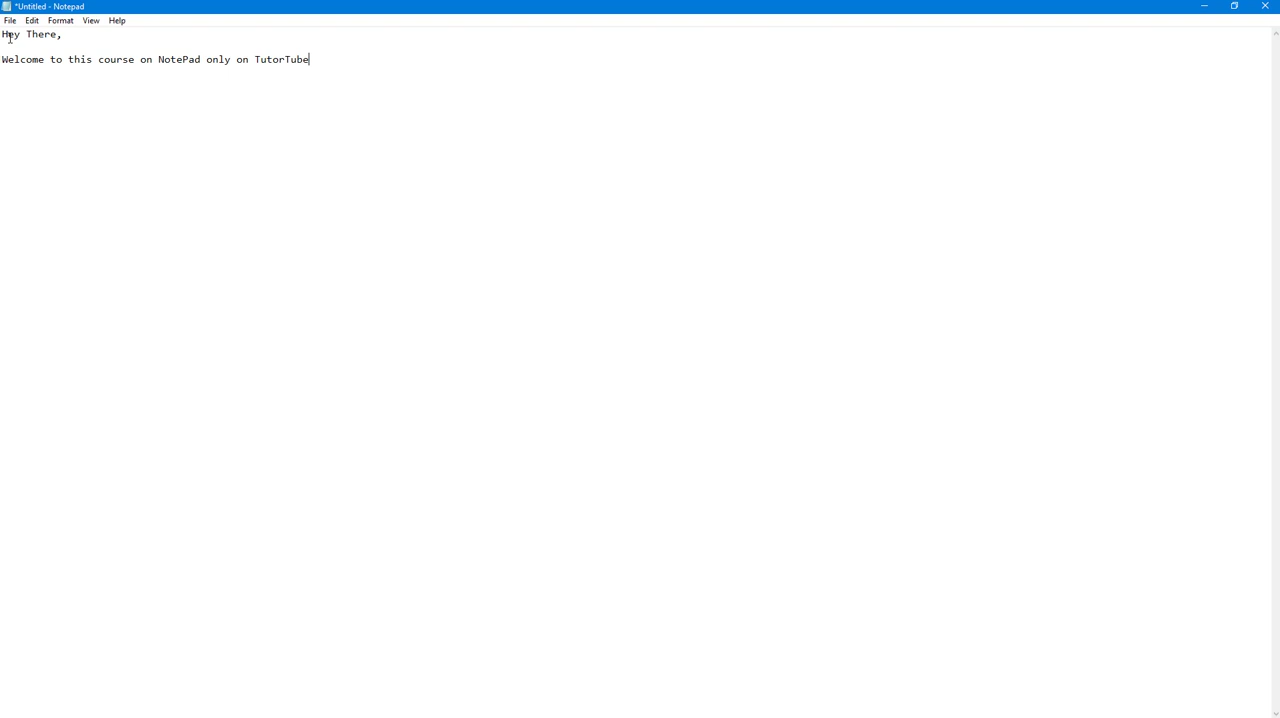 *Untitled - Notepad
File Edit Format View Help
Hey There,
Welcome to this course on NotePad only on TutorTube